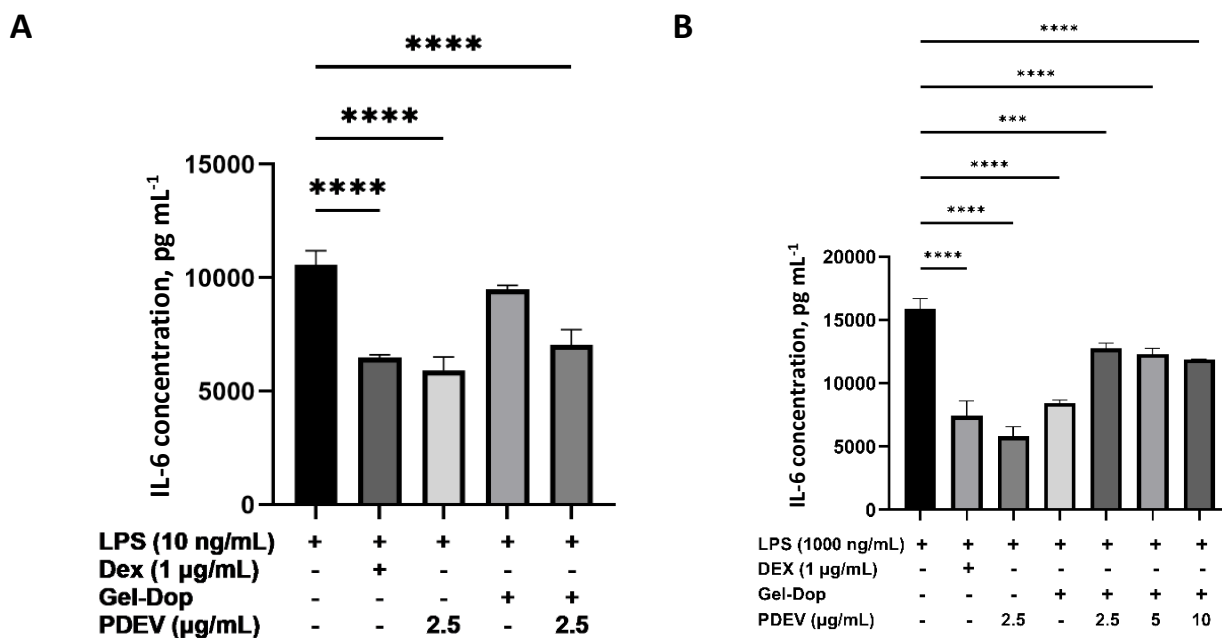 A
****
****
****
IL-6 concentration, pg mL-1
15000
10000
5000
0
LPS (10 ng/mL) + + + + +
Dex (1 µg/mL) - + - - -
Gel-Dop - - - + +
PDEV (µg/mL) - - 2.5 - 2.5
B
****
****
***
****
****
****
IL-6 concentration, pg mL-1
20000
15000
10000
5000
0
LPS (1000 ng/mL) + + + + + + +
DEX (1 µg/mL) - + - - - - -
Gel-Dop - - - + + + +
PDEV (µg/mL) - - 2.5 - 2.5 5 10